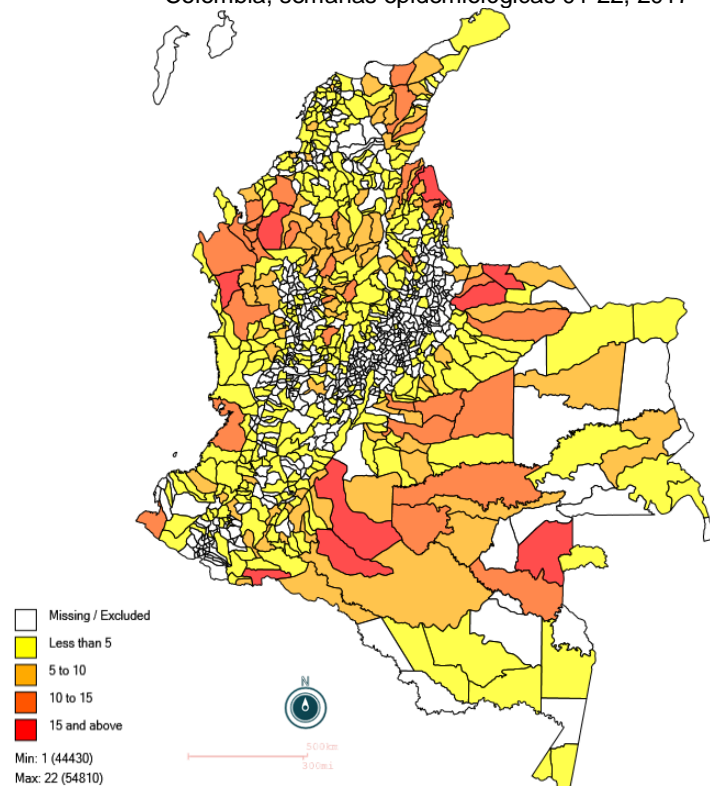 Colombia, semanas epidemiológicas 01-22, 2017
N
Missing / Excluded
Less than 5
5 to 10
10 to 15
15 and above
500km
300mi
Min: 1 (44430)
Max: 22 (54810)